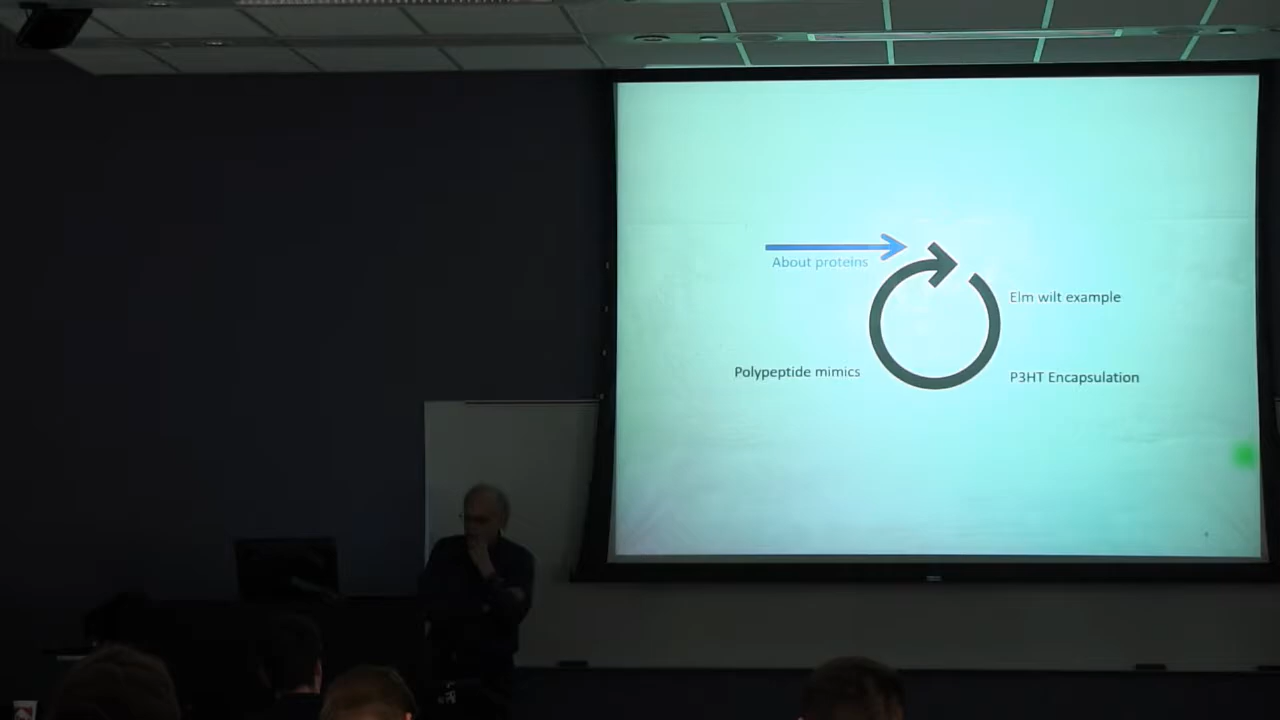 About proteins
Elm wilt example
Polypeptide mimics
P3HT Encapsulation